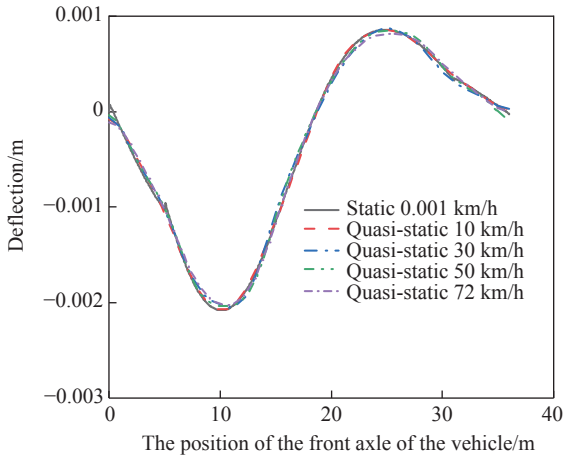 0.001
0
−0.001
−0.002
−0.003
Deflection/m
Static 0.001 km/h
Quasi-static 10 km/h
Quasi-static 30 km/h
Quasi-static 50 km/h
Quasi-static 72 km/h
0 10 20 30 40
The position of the front axle of the vehicle/m